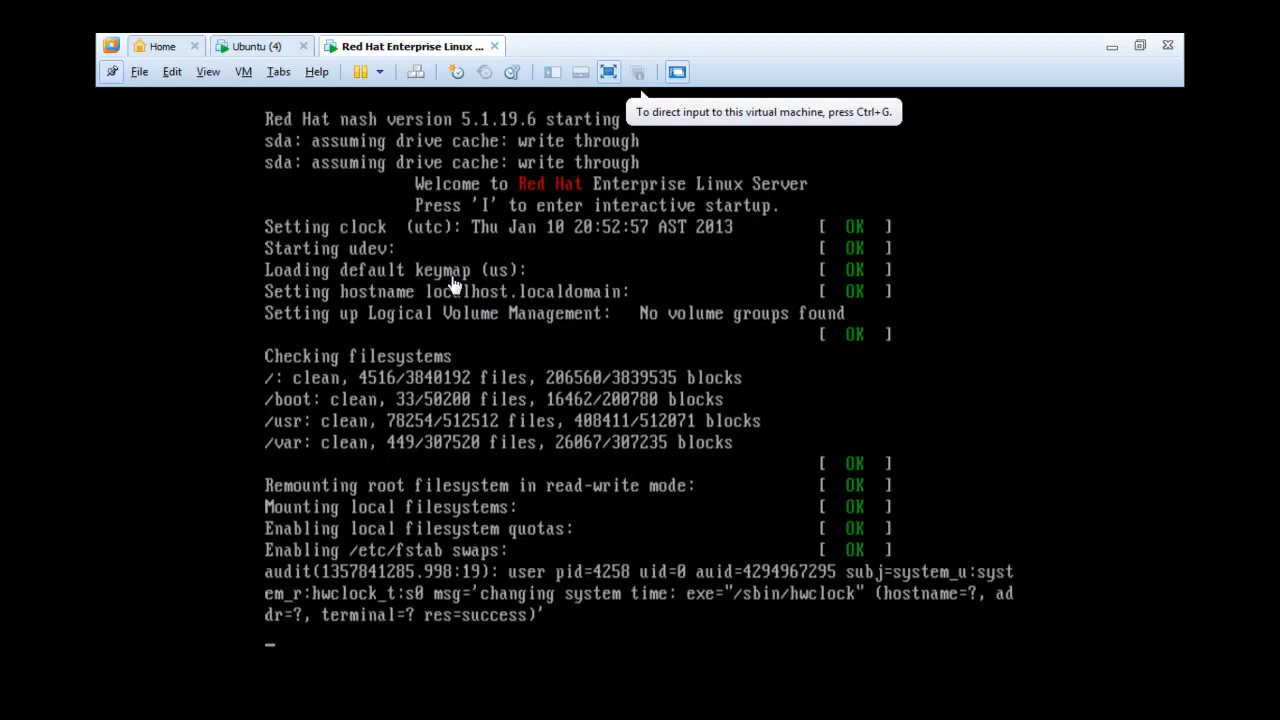 Home
Ubuntu (4)
Red Hat Enterprise Linux ...
File Edit View VM Tabs Help
To direct input to this virtual machine, press Ctrl+G.
Red Hat nash version 5.1.19.6 starting
sda: assuming drive cache: write through
sda: assuming drive cache: write through
Welcome to Red Hat Enterprise Linux Server
Press 'I' to enter interactive startup.
Setting clock (utc): Thu Jan 10 20:52:57 AST 2013 [ OK ]
Starting udev: [ OK ]
Loading default keymap (us): [ OK ]
Setting hostname localhost.localdomain: [ OK ]
Setting up Logical Volume Management: No volume groups found
[ OK ]
Checking filesystems
/: clean, 4516/3840192 files, 206560/3839535 blocks
/boot: clean, 33/50200 files, 16462/200780 blocks
/usr: clean, 78254/512512 files, 408411/512071 blocks
/var: clean, 449/307520 files, 26067/307235 blocks
[ OK ]
Remounting root filesystem in read-write mode: [ OK ]
Mounting local filesystems: [ OK ]
Enabling local filesystem quotas: [ OK ]
Enabling /etc/fstab swaps: [ OK ]
audit(1357841285.998:19): user pid=4258 uid=0 auid=4294967295 subj=system_u:syst
em_r:hwclock_t:s0 msg='changing system time: exe="/sbin/hwclock" (hostname=?, ad
dr=?, terminal=? res=success)'